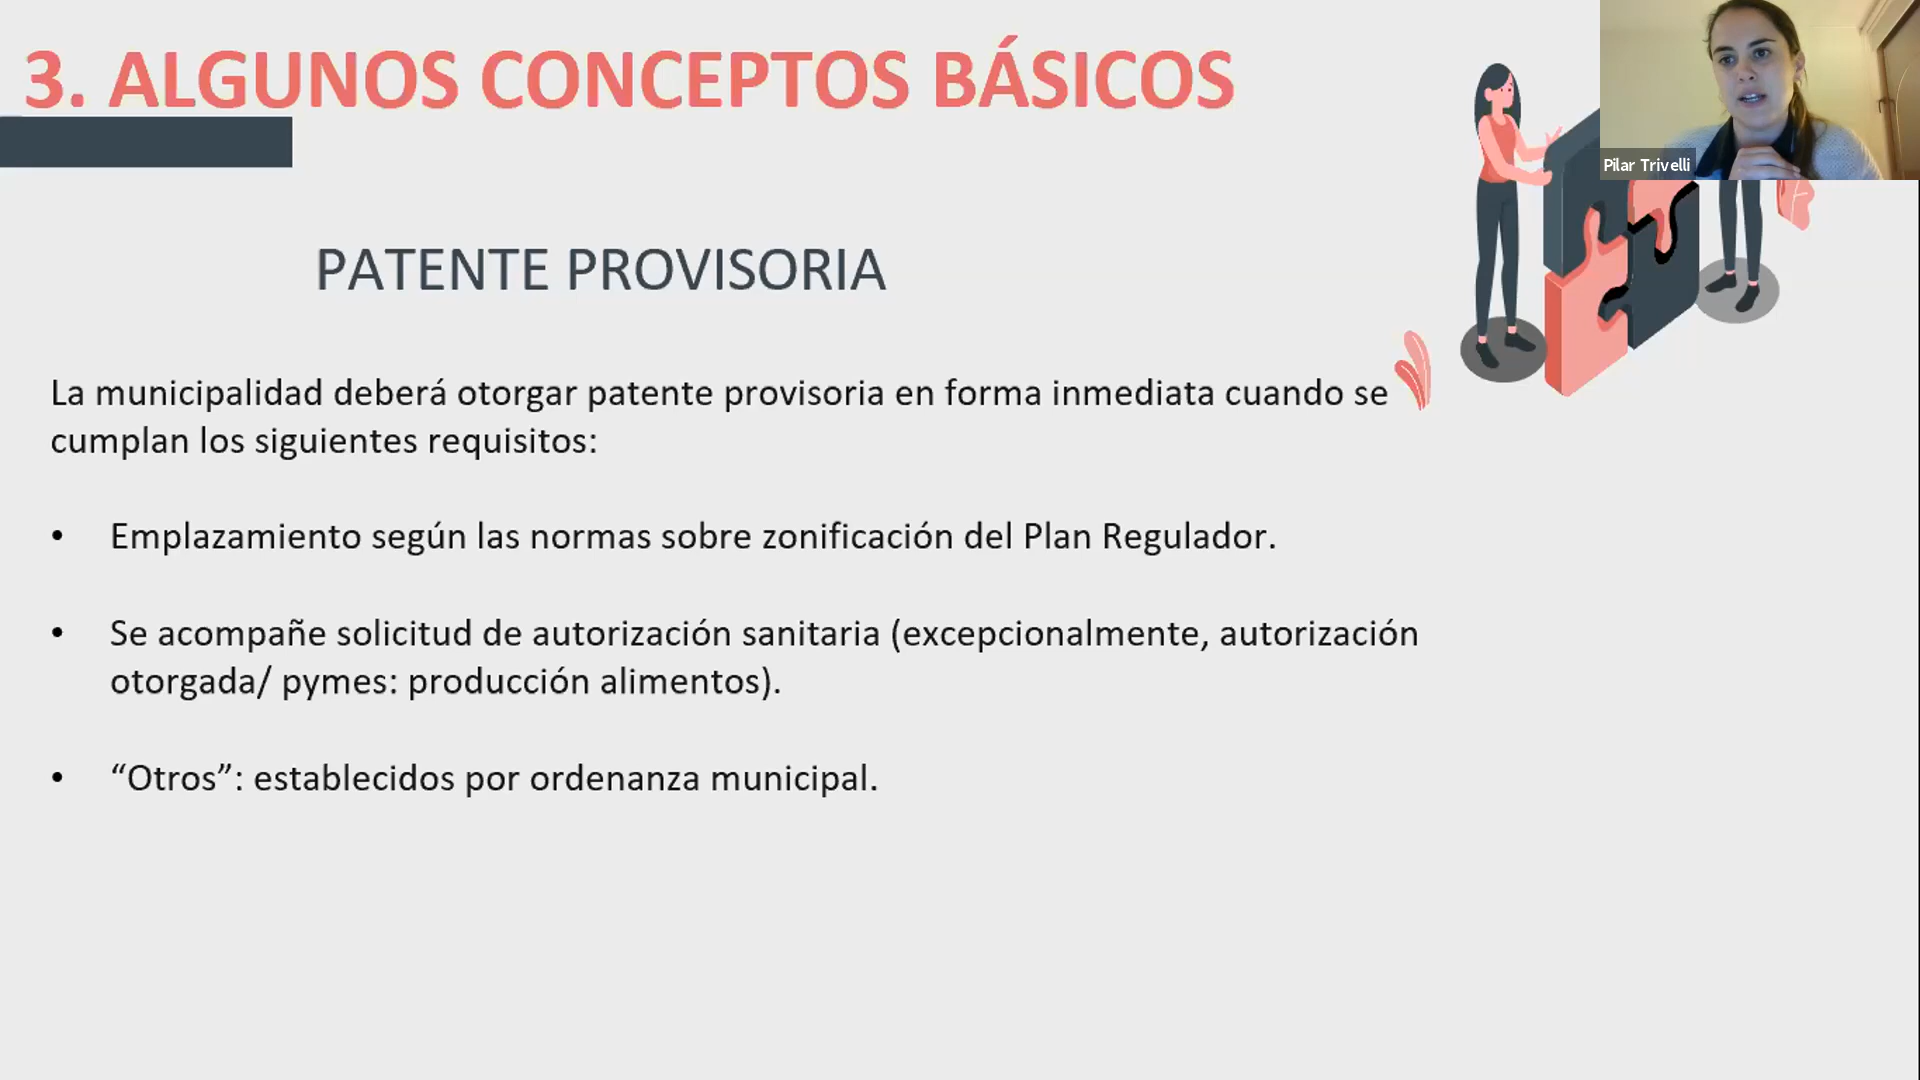 3. ALGUNOS CONCEPTOS BÁSICOS
Pilar Trivelli
PATENTE PROVISORIA
La municipalidad deberá otorgar patente provisoria en forma inmediata cuando se
cumplan los siguientes requisitos:
• Emplazamiento según las normas sobre zonificación del Plan Regulador.
• Se acompañe solicitud de autorización sanitaria (excepcionalmente, autorización
otorgada/ pymes: producción alimentos).
• “Otros”: establecidos por ordenanza municipal.